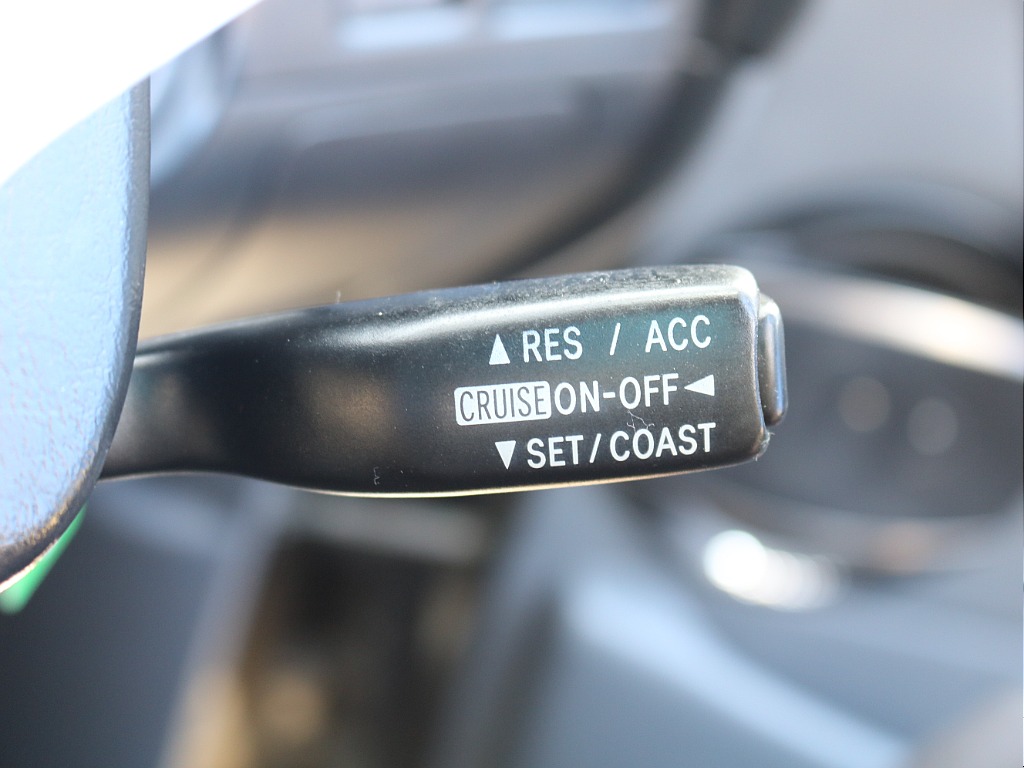 ▲ RES / ACC
CRUISE ON-OFF ◀
▼ SET / COAST